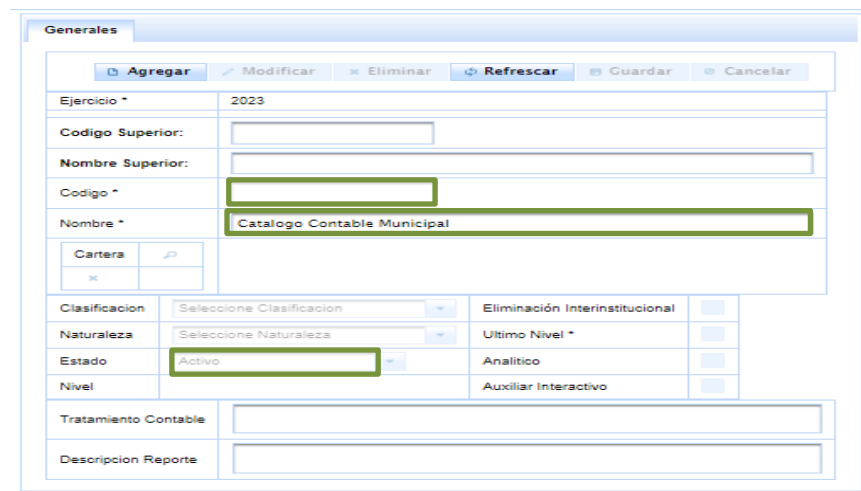 Generales
Agregar Modificar Eliminar Refrescar Guardar Cancelar
Ejercicio * 2023
Codigo Superior:
Nombre Superior:
Codigo *
Nombre * Catalogo Contable Municipal
Cartera
Clasificacion Seleccione Clasificacion Eliminación Interinstitucional
Naturaleza Seleccione Naturaleza Ultimo Nivel *
Estado Activo Analitico
Nivel Auxiliar Interactivo
Tratamiento Contable
Descripcion Reporte